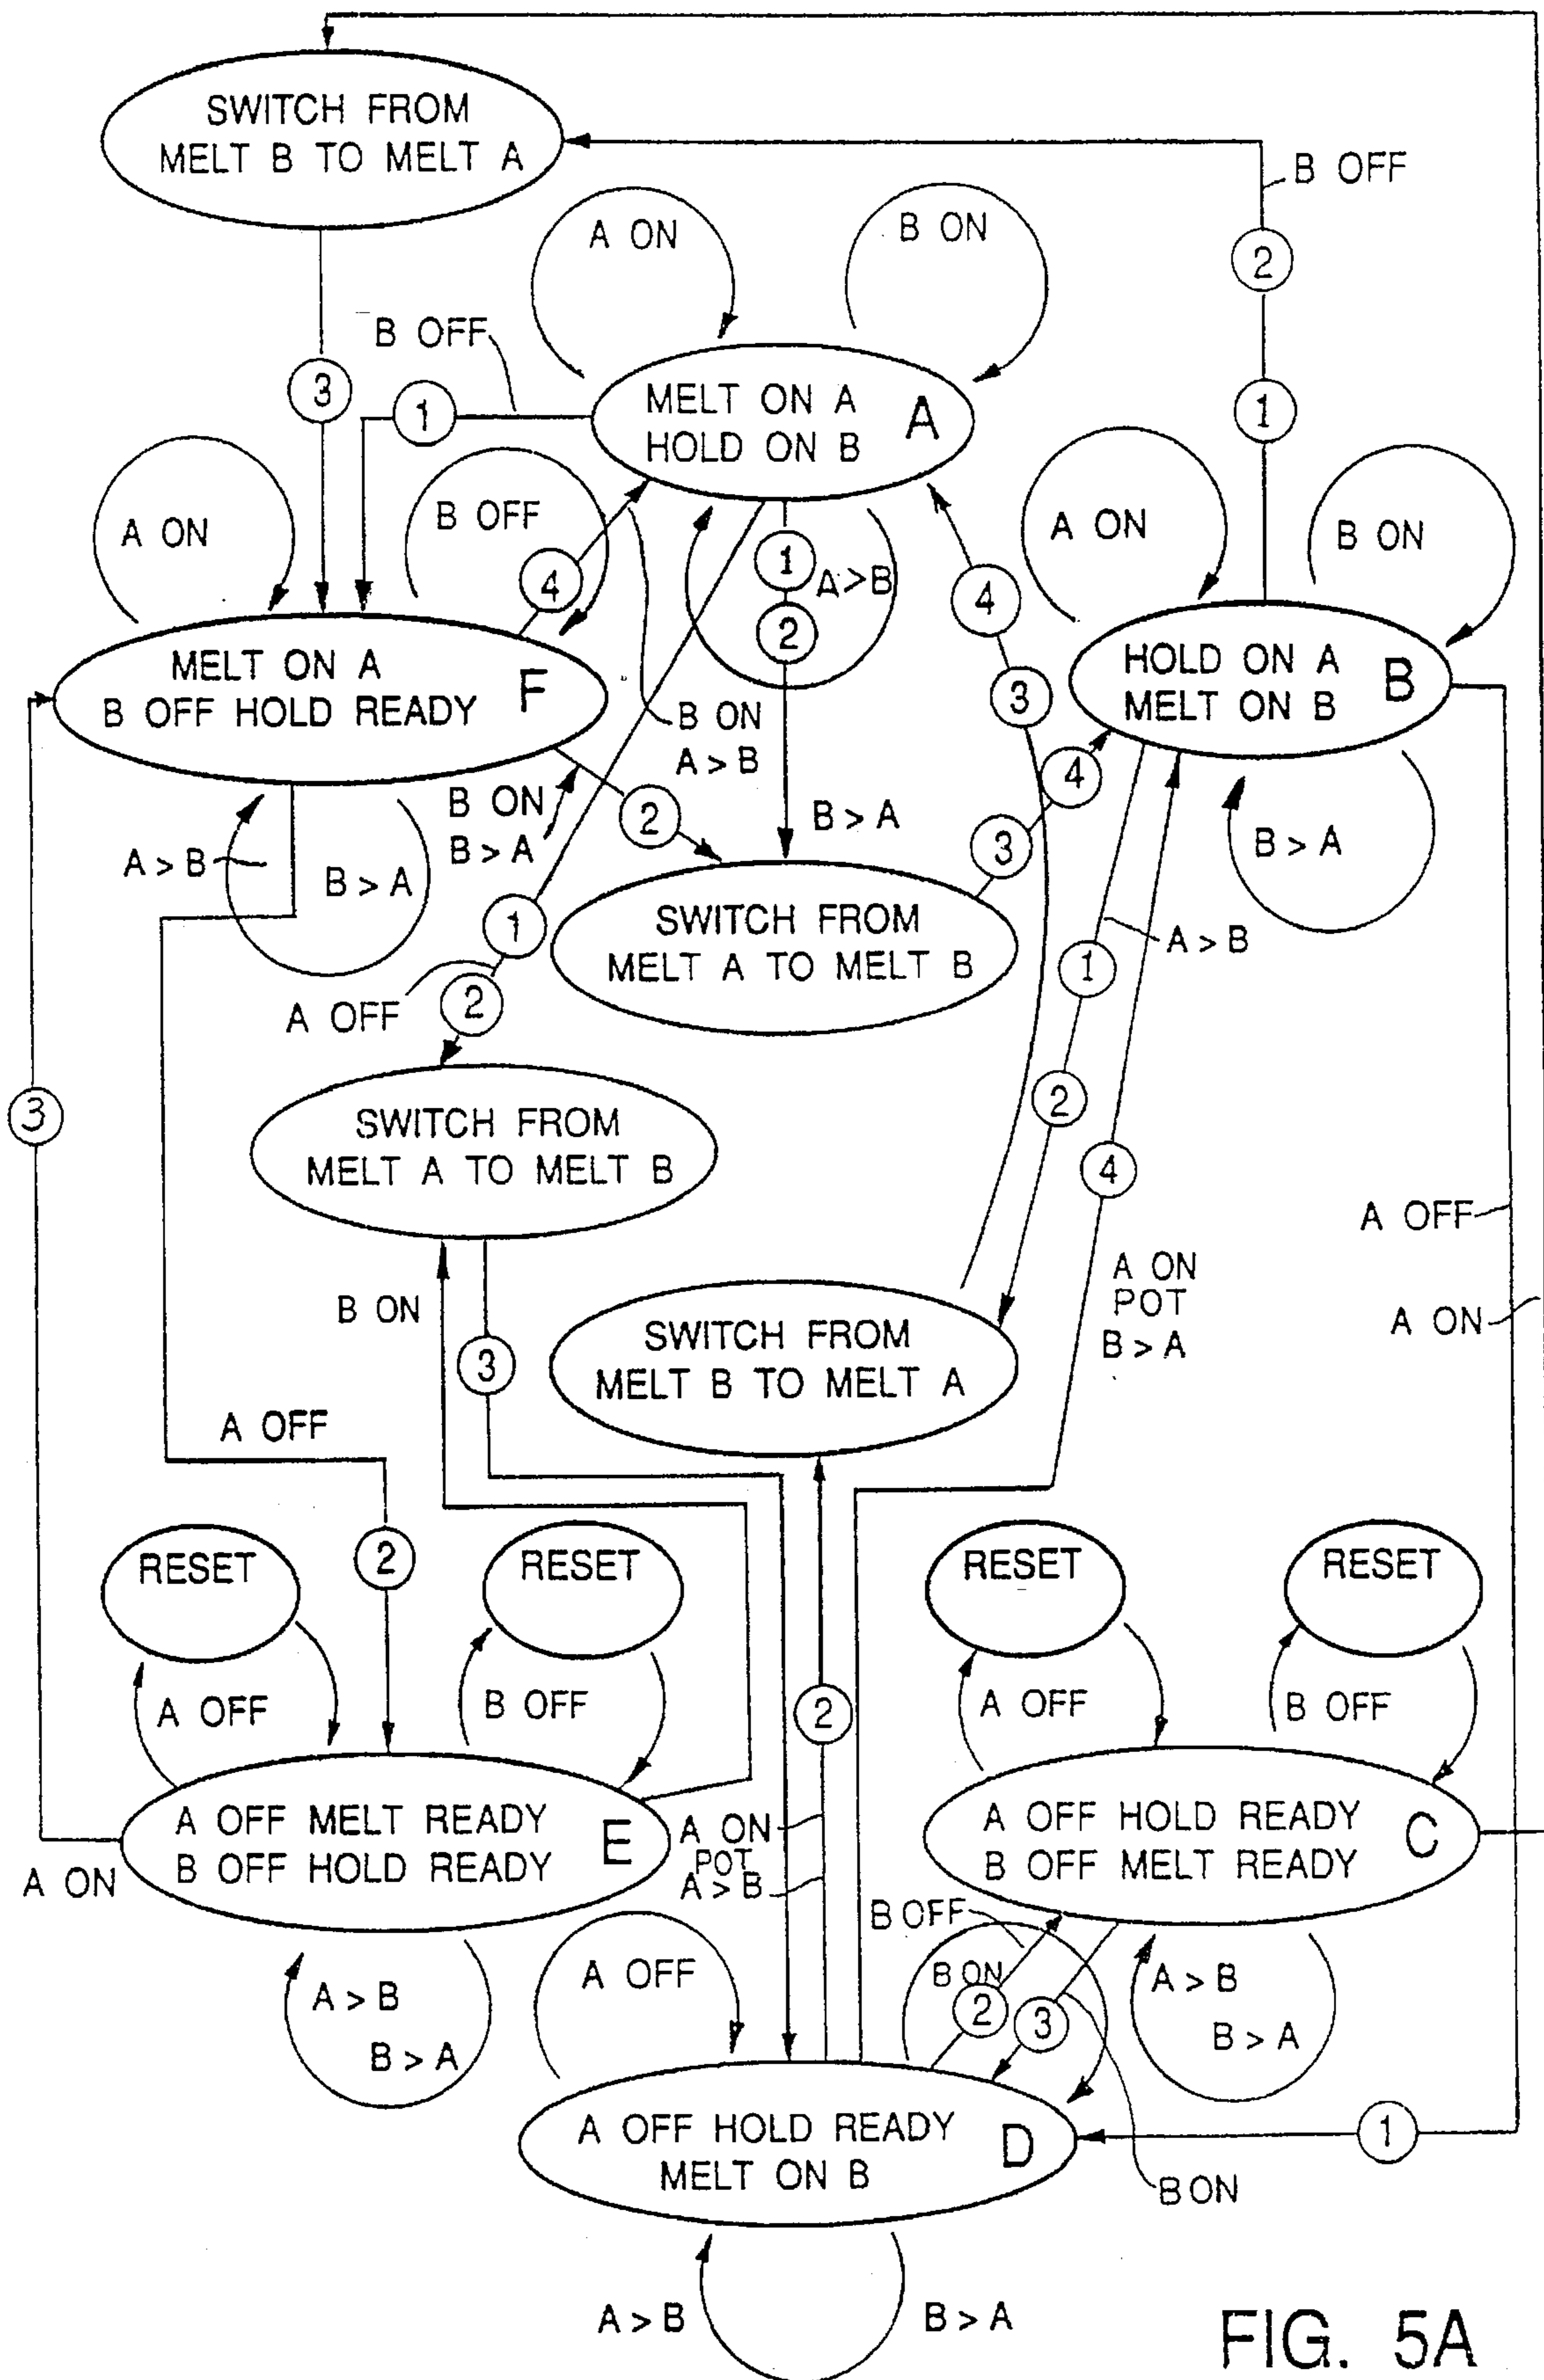 SWITCH FROM
MELT B TO MELT A
B OFF
2
A ON
B ON
B OFF
3
1
1
MELT ON A
HOLD ON B
A
A ON
B OFF
4
1
A > B
2
4
A ON
B ON
MELT ON A
B OFF HOLD READY
F
3
HOLD ON A
MELT ON B
B
B ON
A > B
4
B ON
B > A
2
B > A
3
B > A
A > B
B > A
1
SWITCH FROM
MELT A TO MELT B
A > B
1
A OFF
2
3
SWITCH FROM
MELT A TO MELT B
2
4
A OFF
B ON
A ON
POT
B > A
A ON
3
SWITCH FROM
MELT B TO MELT A
A OFF
2
RESET
RESET
RESET
RESET
A OFF
B OFF
2
A OFF
B OFF
A OFF MELT READY
B OFF HOLD READY
E
A ON
A ON
POT
A > B
A OFF HOLD READY
B OFF MELT READY
C
B OFF
A OFF
B ON
2
3
A > B
B > A
A > B
B > A
A OFF HOLD READY
MELT ON B
D
1
B ON
A > B
B > A
FIG. 5A